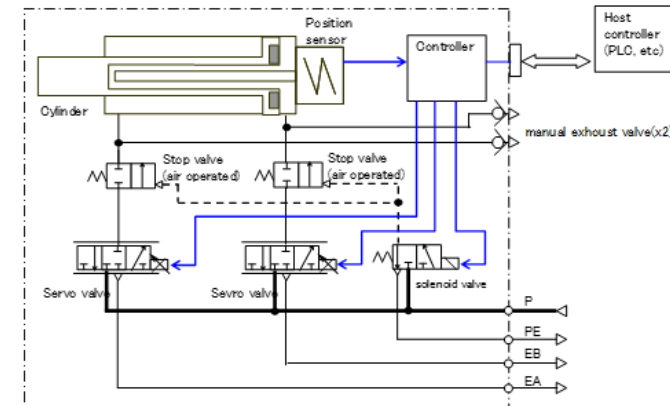 Position
sensor
Controller
Host
controller
(PLC, etc)
Cylinder
manual exhoust valve(x2)
Stop valve
(air operated)
Stop valve
(air operated)
Servo valve
Sevro valve
solenoid valve
P
PE
EB
EA